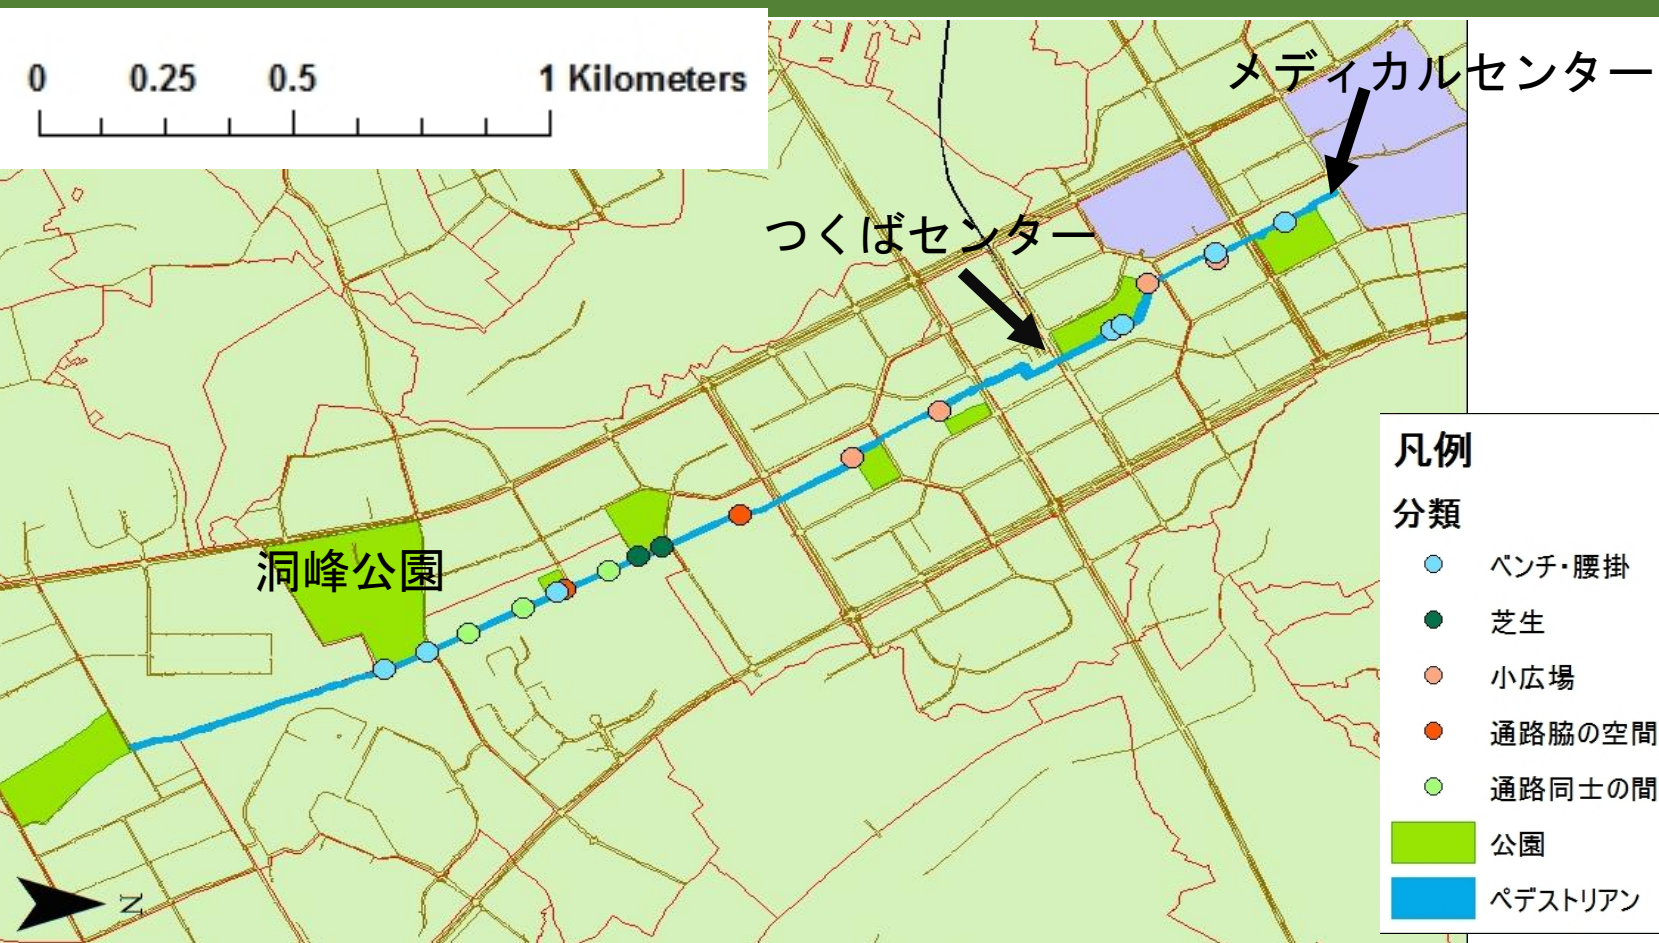 0 0.25 0.5 1 Kilometers
メディカルセンター
つくばセンター
洞峰公園
凡例
分類
ベンチ・腰掛
芝生
小広場
通路脇の空間
通路同士の間
公園
ペデストリアン
N